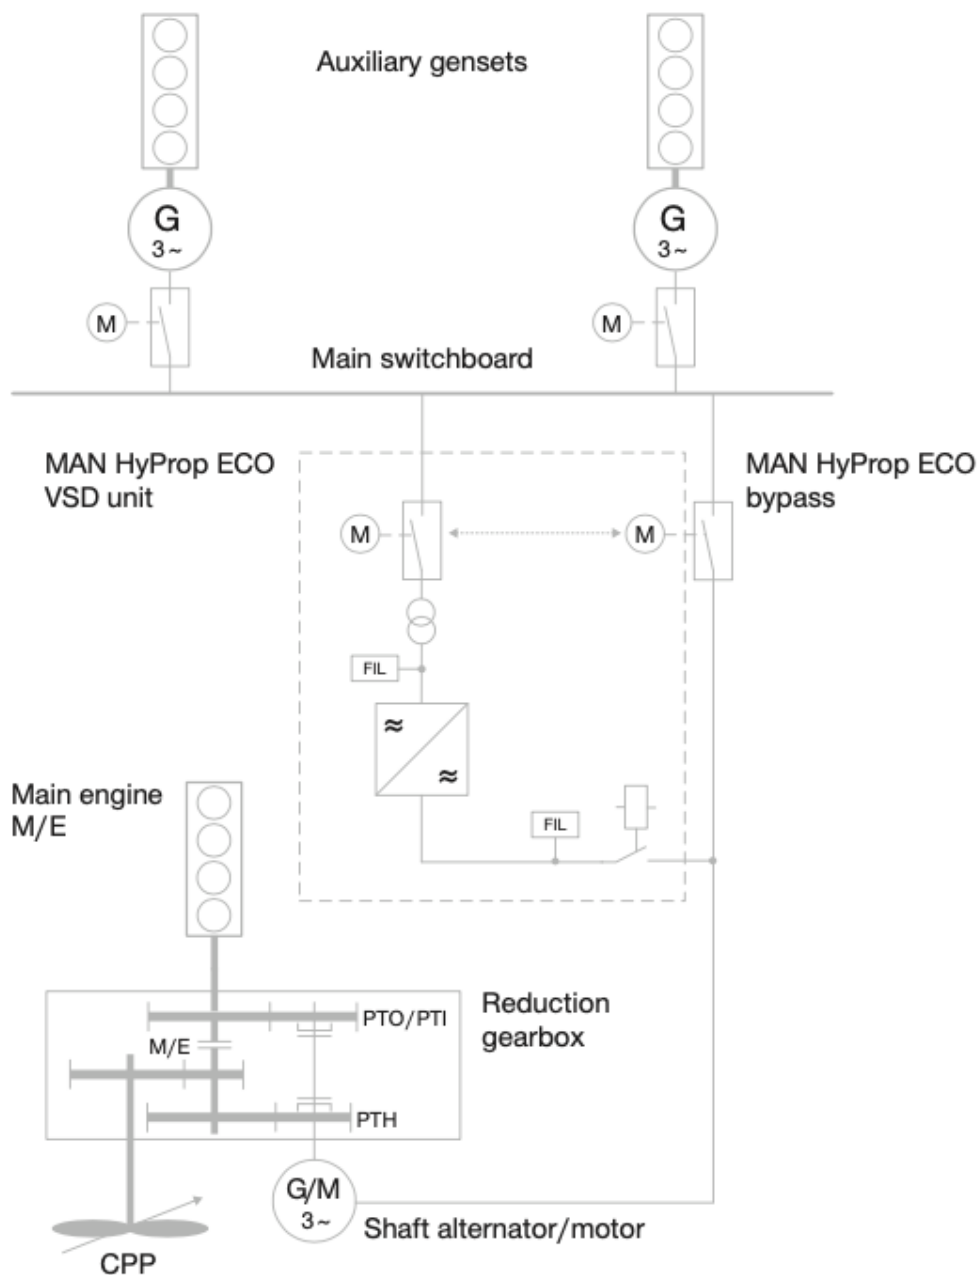 Auxiliary gensets
G
3~
G
3~
M
M
Main switchboard
MAN HyProp ECO
VSD unit
MAN HyProp ECO
bypass
M
M
FIL
≈
≈
Main engine
M/E
FIL
Reduction
gearbox
PTO/PTI
M/E
PTH
G/M
3~
Shaft alternator/motor
CPP